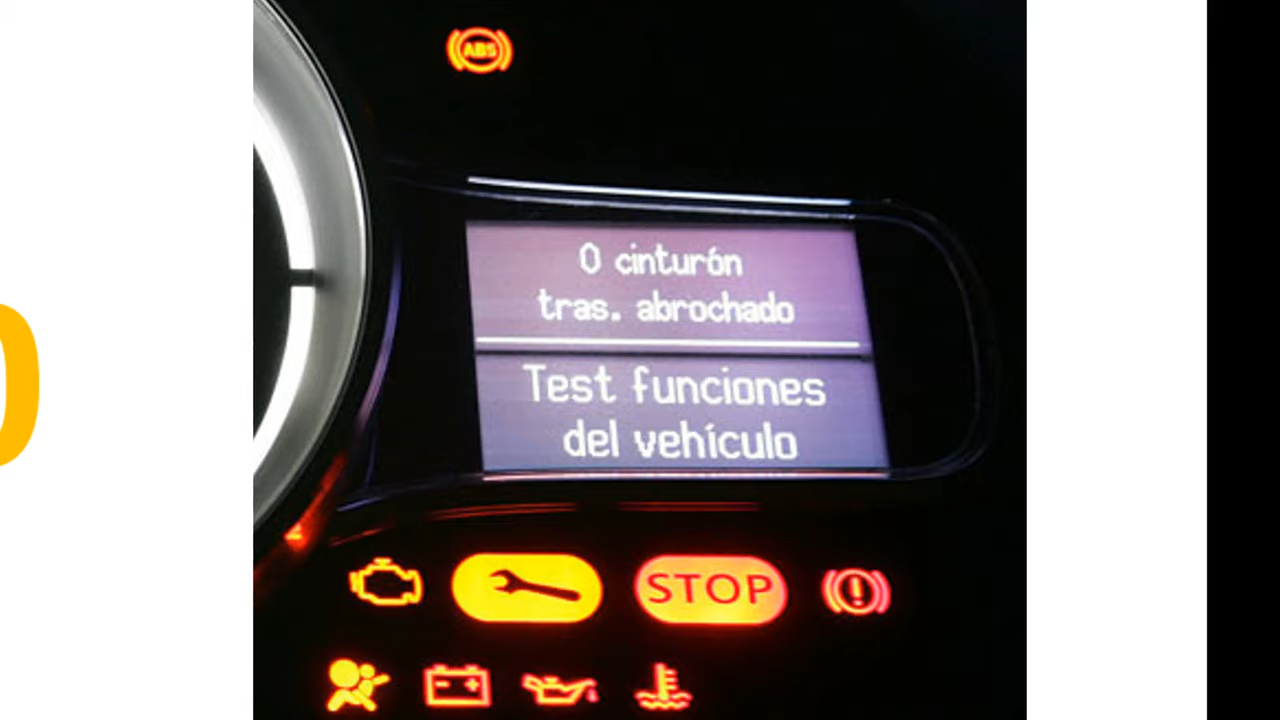 ABS
0 cinturón
tras. abrochado
Test funciones
del vehículo
STOP